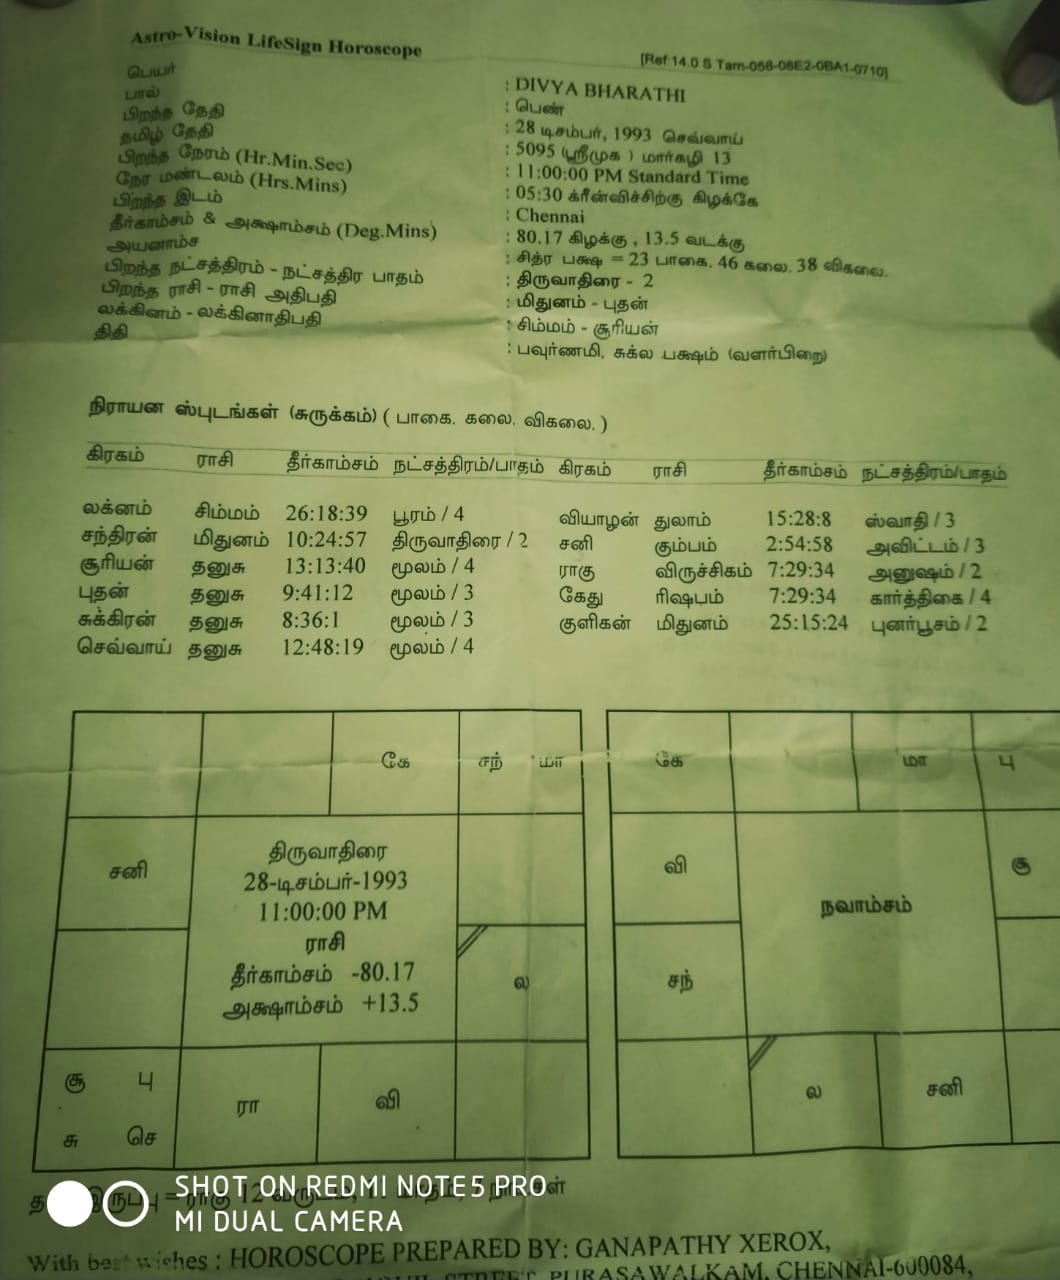 Astro-Vision LifeSign Horoscope
[Ref:14.0 S Tam-058-08E2-0BA1-0710]
பெயர் : DIVYA BHARATHI
பால் : பெண்
பிறந்த தேதி : 28 டிசம்பர், 1993 செவ்வாய்
தமிழ் தேதி : 5095 (ஸ்ரீமுக ) மார்கழி 13
பிறந்த நேரம் (Hr.Min.Sec) : 11:00:00 PM Standard Time
நேர மண்டலம் (Hrs.Mins) : 05:30 க்ரீன்விச்சிற்கு கிழக்கே
பிறந்த இடம் : Chennai
தீர்காம்சம் & அக்ஷாம்சம் (Deg.Mins) : 80.17 கிழக்கு , 13.5 வடக்கு
அயனாம்ச : சித்ர பக்ஷ = 23 பாகை. 46 கலை. 38 விகலை.
பிறந்த நட்சத்திரம் - நட்சத்திர பாதம் : திருவாதிரை - 2
பிறந்த ராசி - ராசி அதிபதி : மிதுனம் - புதன்
லக்கினம் - லக்கினாதிபதி : சிம்மம் - சூரியன்
திதி : பவுர்ணமி, சுக்ல பக்ஷம் (வளர்பிறை)
நிராயன ஸ்புடங்கள் (சுருக்கம்) ( பாகை. கலை. விகலை. )
கிரகம் ராசி தீர்காம்சம் நட்சத்திரம்/பாதம் கிரகம் ராசி தீர்காம்சம் நட்சத்திரம்/பாதம்
லக்னம் சிம்மம் 26:18:39 பூரம் / 4 வியாழன் துலாம் 15:28:8 ஸ்வாதி / 3
சந்திரன் மிதுனம் 10:24:57 திருவாதிரை / 2 சனி கும்பம் 2:54:58 அவிட்டம் / 3
சூரியன் தனுசு 13:13:40 மூலம் / 4 ராகு விருச்சிகம் 7:29:34 அனுஷம் / 2
புதன் தனுசு 9:41:12 மூலம் / 3 கேது ரிஷபம் 7:29:34 கார்த்திகை / 4
சுக்கிரன் தனுசு 8:36:1 மூலம் / 3 குளிகன் மிதுனம் 25:15:24 புனர்பூசம் / 2
செவ்வாய் தனுசு 12:48:19 மூலம் / 4
கே சந் மா கே மா பு
சனி திருவாதிரை வி சூ
28-டிசம்பர்-1993 நவாம்சம்
11:00:00 PM
ராசி
தீர்காம்சம் -80.17 ல சந்
அக்ஷாம்சம் +13.5
சூ பு ரா வி ல சனி
சு செ
இருப்பு = ராகு 12
SHOT ON REDMI NOTE 5 PRO
MI DUAL CAMERA
With best wishes : HOROSCOPE PREPARED BY: GANAPATHY XEROX,
STREET, PURASAWALKAM, CHENNAI-600084,